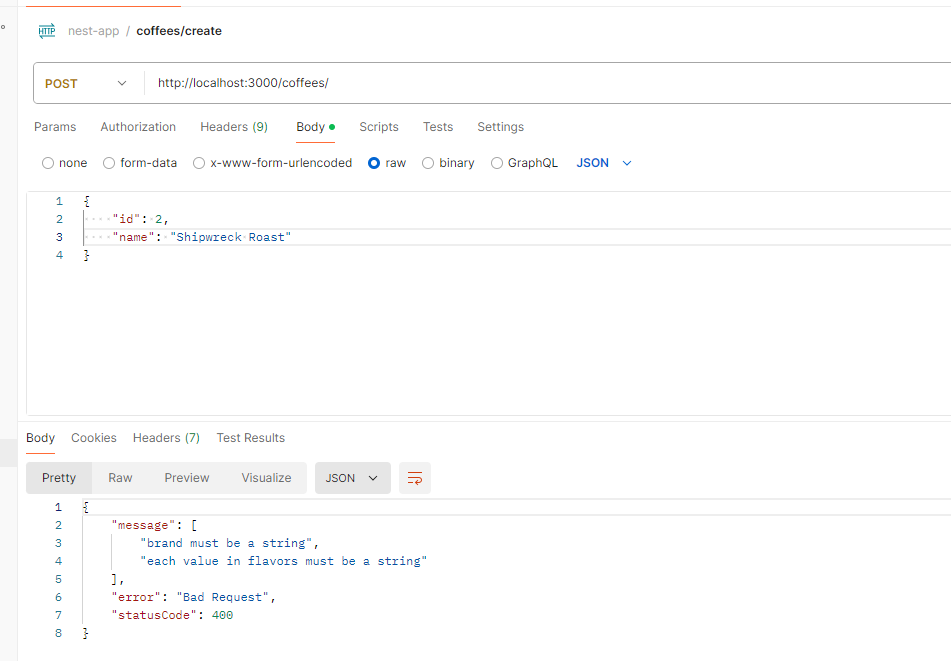 HTTP nest-app / coffees/create
POST http://localhost:3000/coffees/
Params Authorization Headers (9) Body Scripts Tests Settings
none form-data x-www-form-urlencoded raw binary GraphQL JSON
1 {
2 "id": 2,
3 "name": "Shipwreck Roast"
4 }
Body Cookies Headers (7) Test Results
Pretty Raw Preview Visualize JSON
1 {
2 "message": [
3 "brand must be a string",
4 "each value in flavors must be a string"
5 ],
6 "error": "Bad Request",
7 "statusCode": 400
8 }